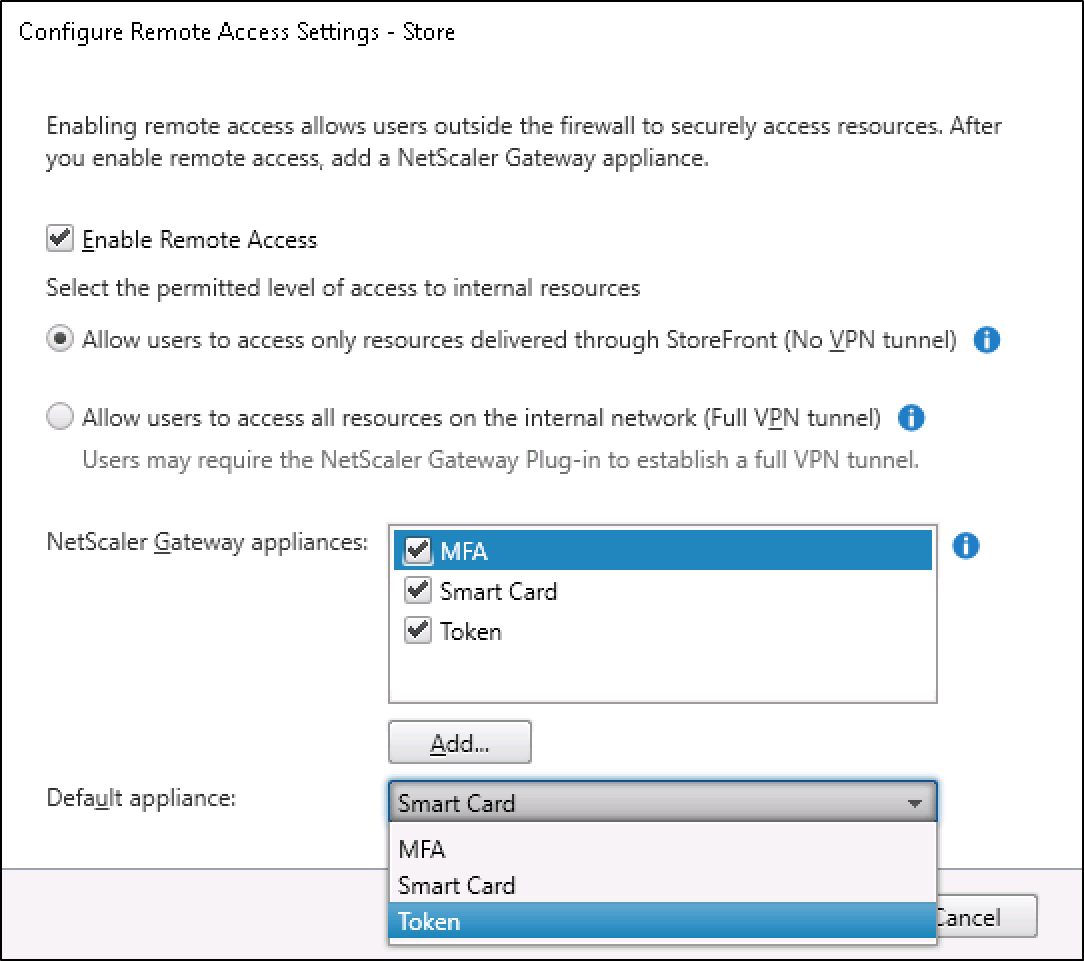 Configure Remote Access Settings - Store
Enabling remote access allows users outside the firewall to securely access resources. After
you enable remote access, add a NetScaler Gateway appliance.
Enable Remote Access
Select the permitted level of access to internal resources
Allow users to access only resources delivered through StoreFront (No VPN tunnel)
Allow users to access all resources on the internal network (Full VPN tunnel)
Users may require the NetScaler Gateway Plug-in to establish a full VPN tunnel.
NetScaler Gateway appliances:
MFA
Smart Card
Token
Add...
Default appliance:
Smart Card
MFA
Smart Card
Token
Cancel